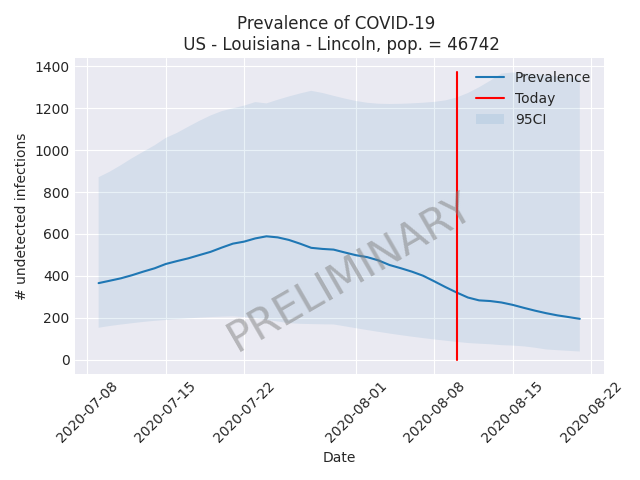 Prevalence of COVID-19
US - Louisiana - Lincoln, pop. = 46742
1400
1200
1000
800
600
400
200
0
# undetected infections
Prevalence
Today
95CI
PRELIMINARY
2020-07-08
2020-07-15
2020-07-22
2020-08-01
2020-08-08
2020-08-15
2020-08-22
Date